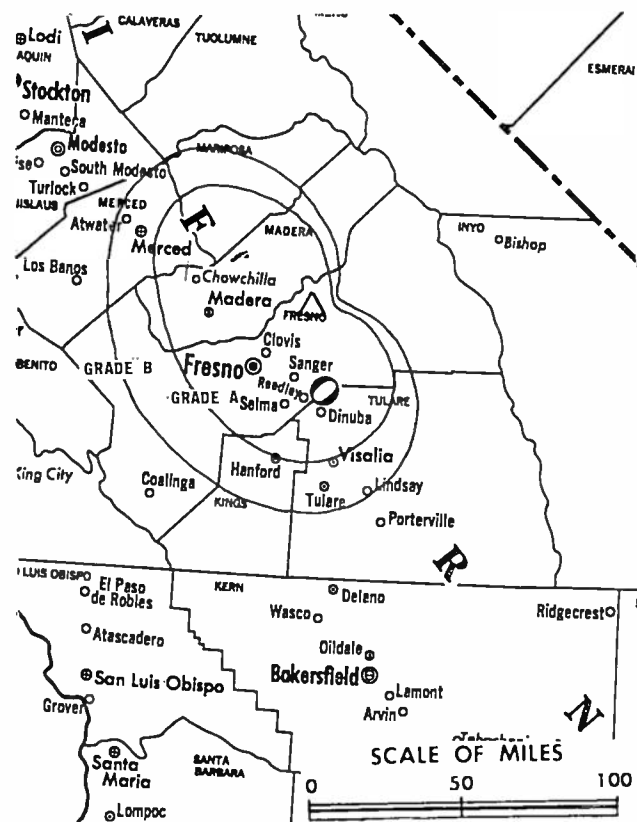 CALAVERAS
Lodi
I
TUOLUMNE
AQUIN
ESMERAL
Stockton
Manteca
Modesto
MARIPOSA
South Modesto
Turlock
ISLAUS
MERCED
Atwater
F
MADERA
INYO
Merced
Bishop
Los Banos
Chowchilla
Madera
FRESNO
Clovis
BENITO
GRADE B
Fresno
Sanger
GRADE A
Reedley
TULARE
Selma
Dinuba
Hanford
Visalia
King City
Coalinga
Lindsay
Tulare
KINGS
Porterville
R
LUIS OBISPO
KERN
El Paso
de Robles
Delano
Wasco
Ridgecrest
Atascadero
Oildale
San Luis Obispo
Bakersfield
Lamont
Grover
Arvin
N
SCALE OF MILES
Santa
Maria
SANTA
BARBARA
0 50 100
Lompoc